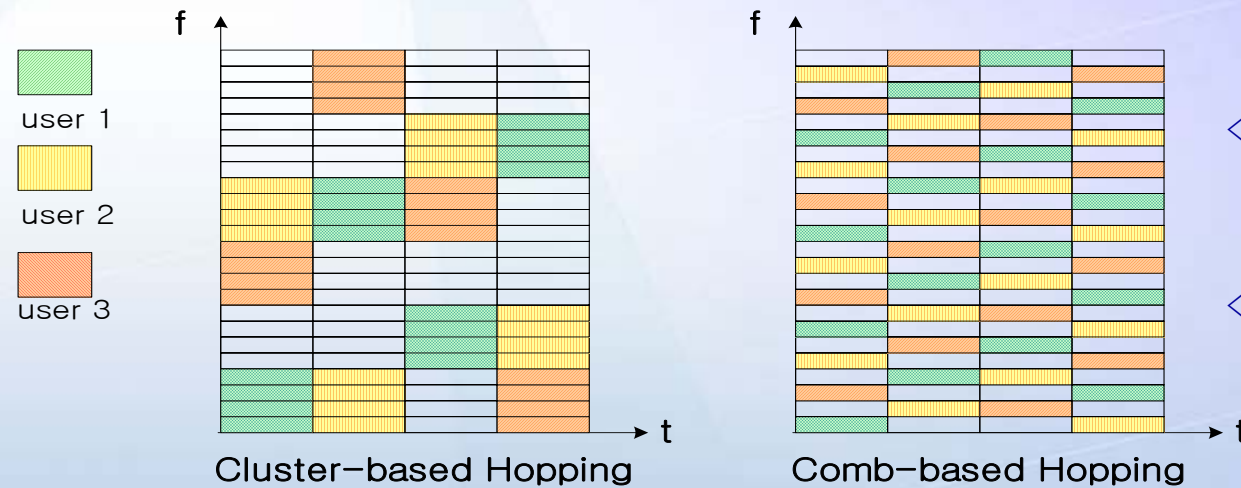 f
f
user 1
user 2
user 3
t
t
Cluster-based Hopping
Comb-based Hopping